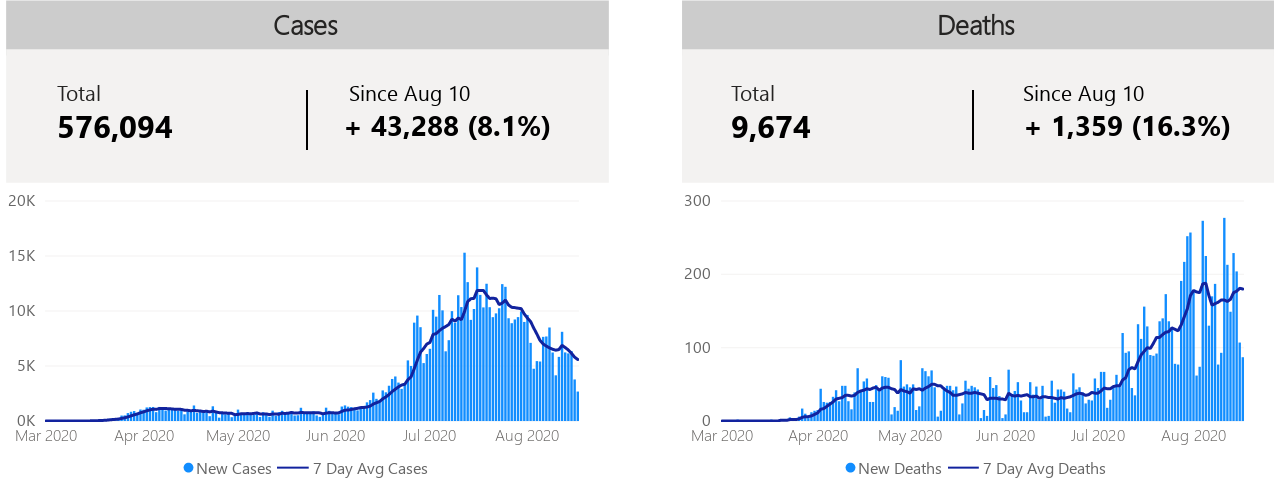 Cases
Total
Since Aug 10
576,094
+ 43,288 (8.1%)
20K
15K
10K
5K
0K
Mar 2020 Apr 2020 May 2020 Jun 2020 Jul 2020 Aug 2020
New Cases 7 Day Avg Cases
Deaths
Total
Since Aug 10
9,674
+ 1,359 (16.3%)
300
200
100
0
Mar 2020 Apr 2020 May 2020 Jun 2020 Jul 2020 Aug 2020
New Deaths 7 Day Avg Deaths